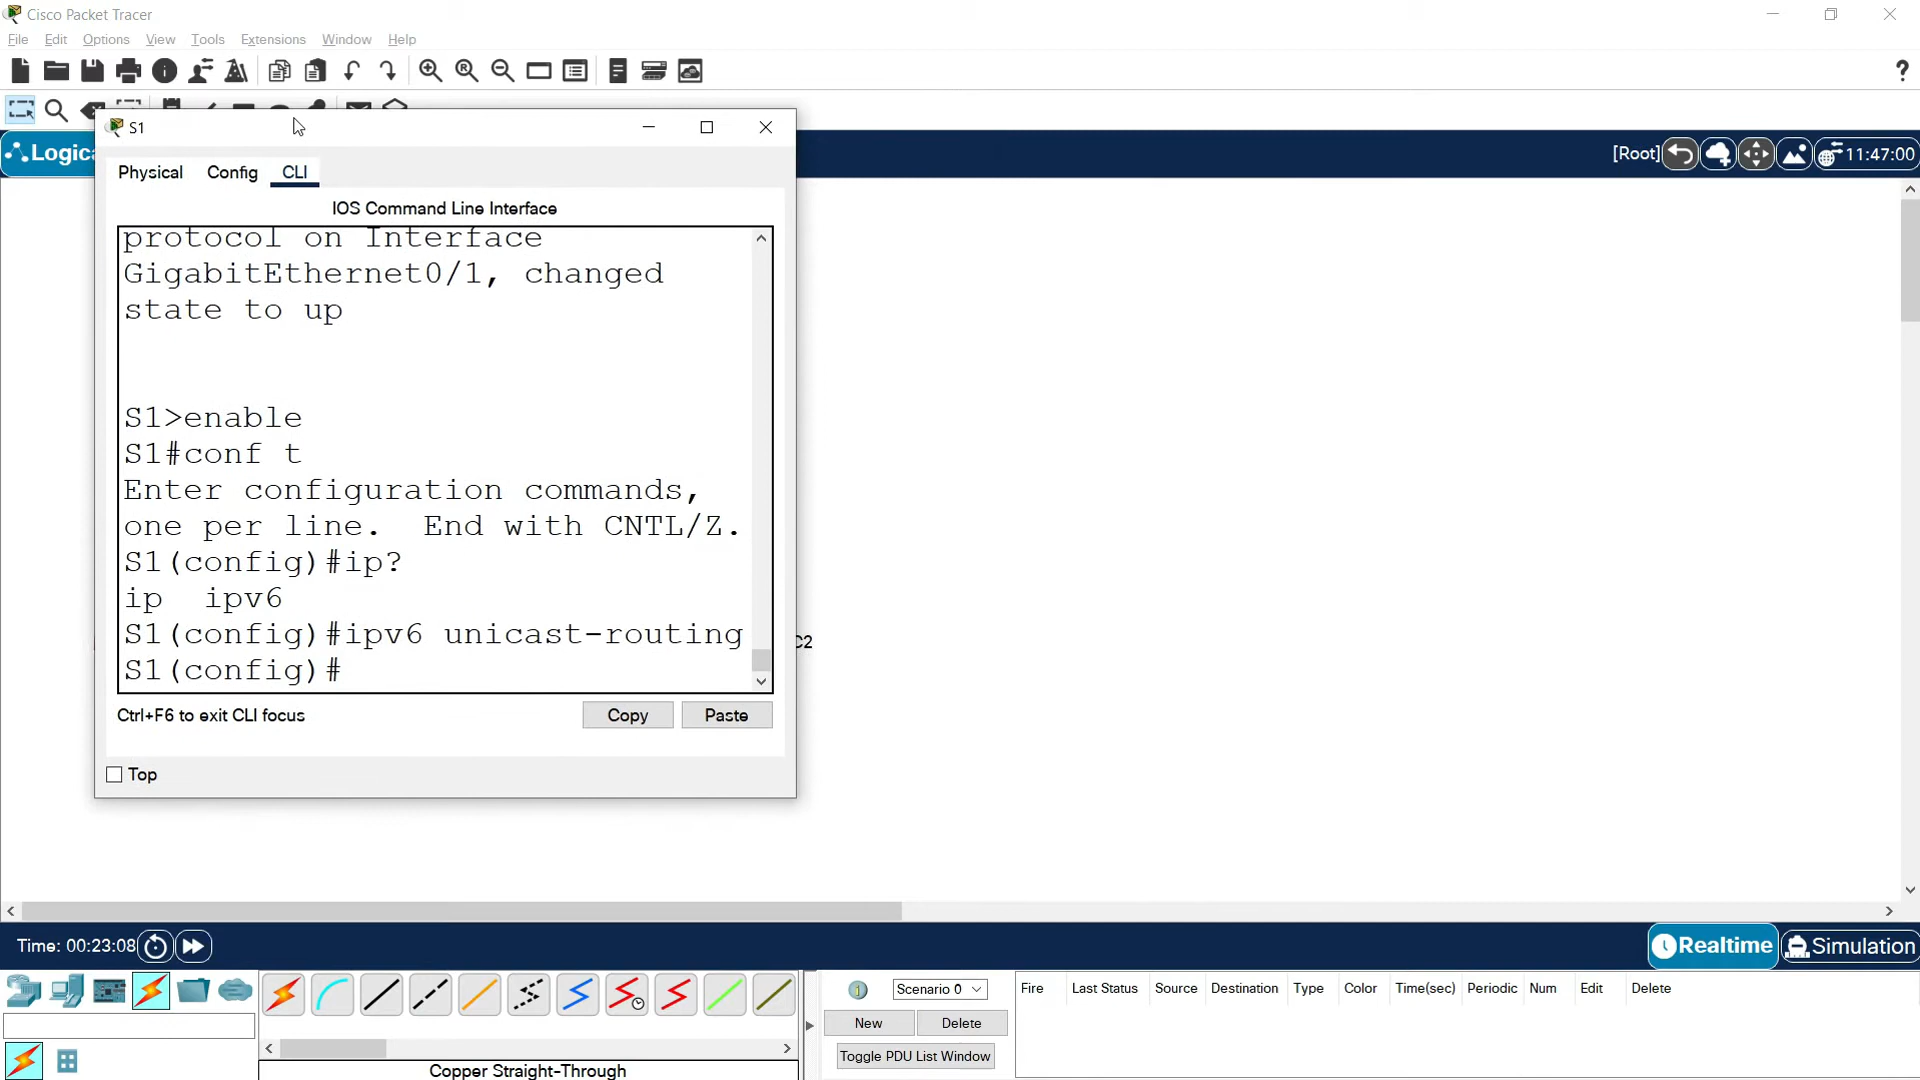 Cisco Packet Tracer
File Edit Options View Tools Extensions Window Help
S1
Logica
[Root]
11:47:00
Physical Config CLI
IOS Command Line Interface
protocol on Interface
GigabitEthernet0/1, changed
state to up
S1>enable
S1#conf t
Enter configuration commands,
one per line.  End with CNTL/Z.
S1(config)#ip?
ip  ipv6
S1(config)#ipv6 unicast-routing
S1(config)#
C2
Ctrl+F6 to exit CLI focus
Copy Paste
Top
Time: 00:23:08
Realtime Simulation
Scenario 0
Fire Last Status Source Destination Type Color Time(sec) Periodic Num Edit Delete
New Delete
Toggle PDU List Window
Copper Straight-Through